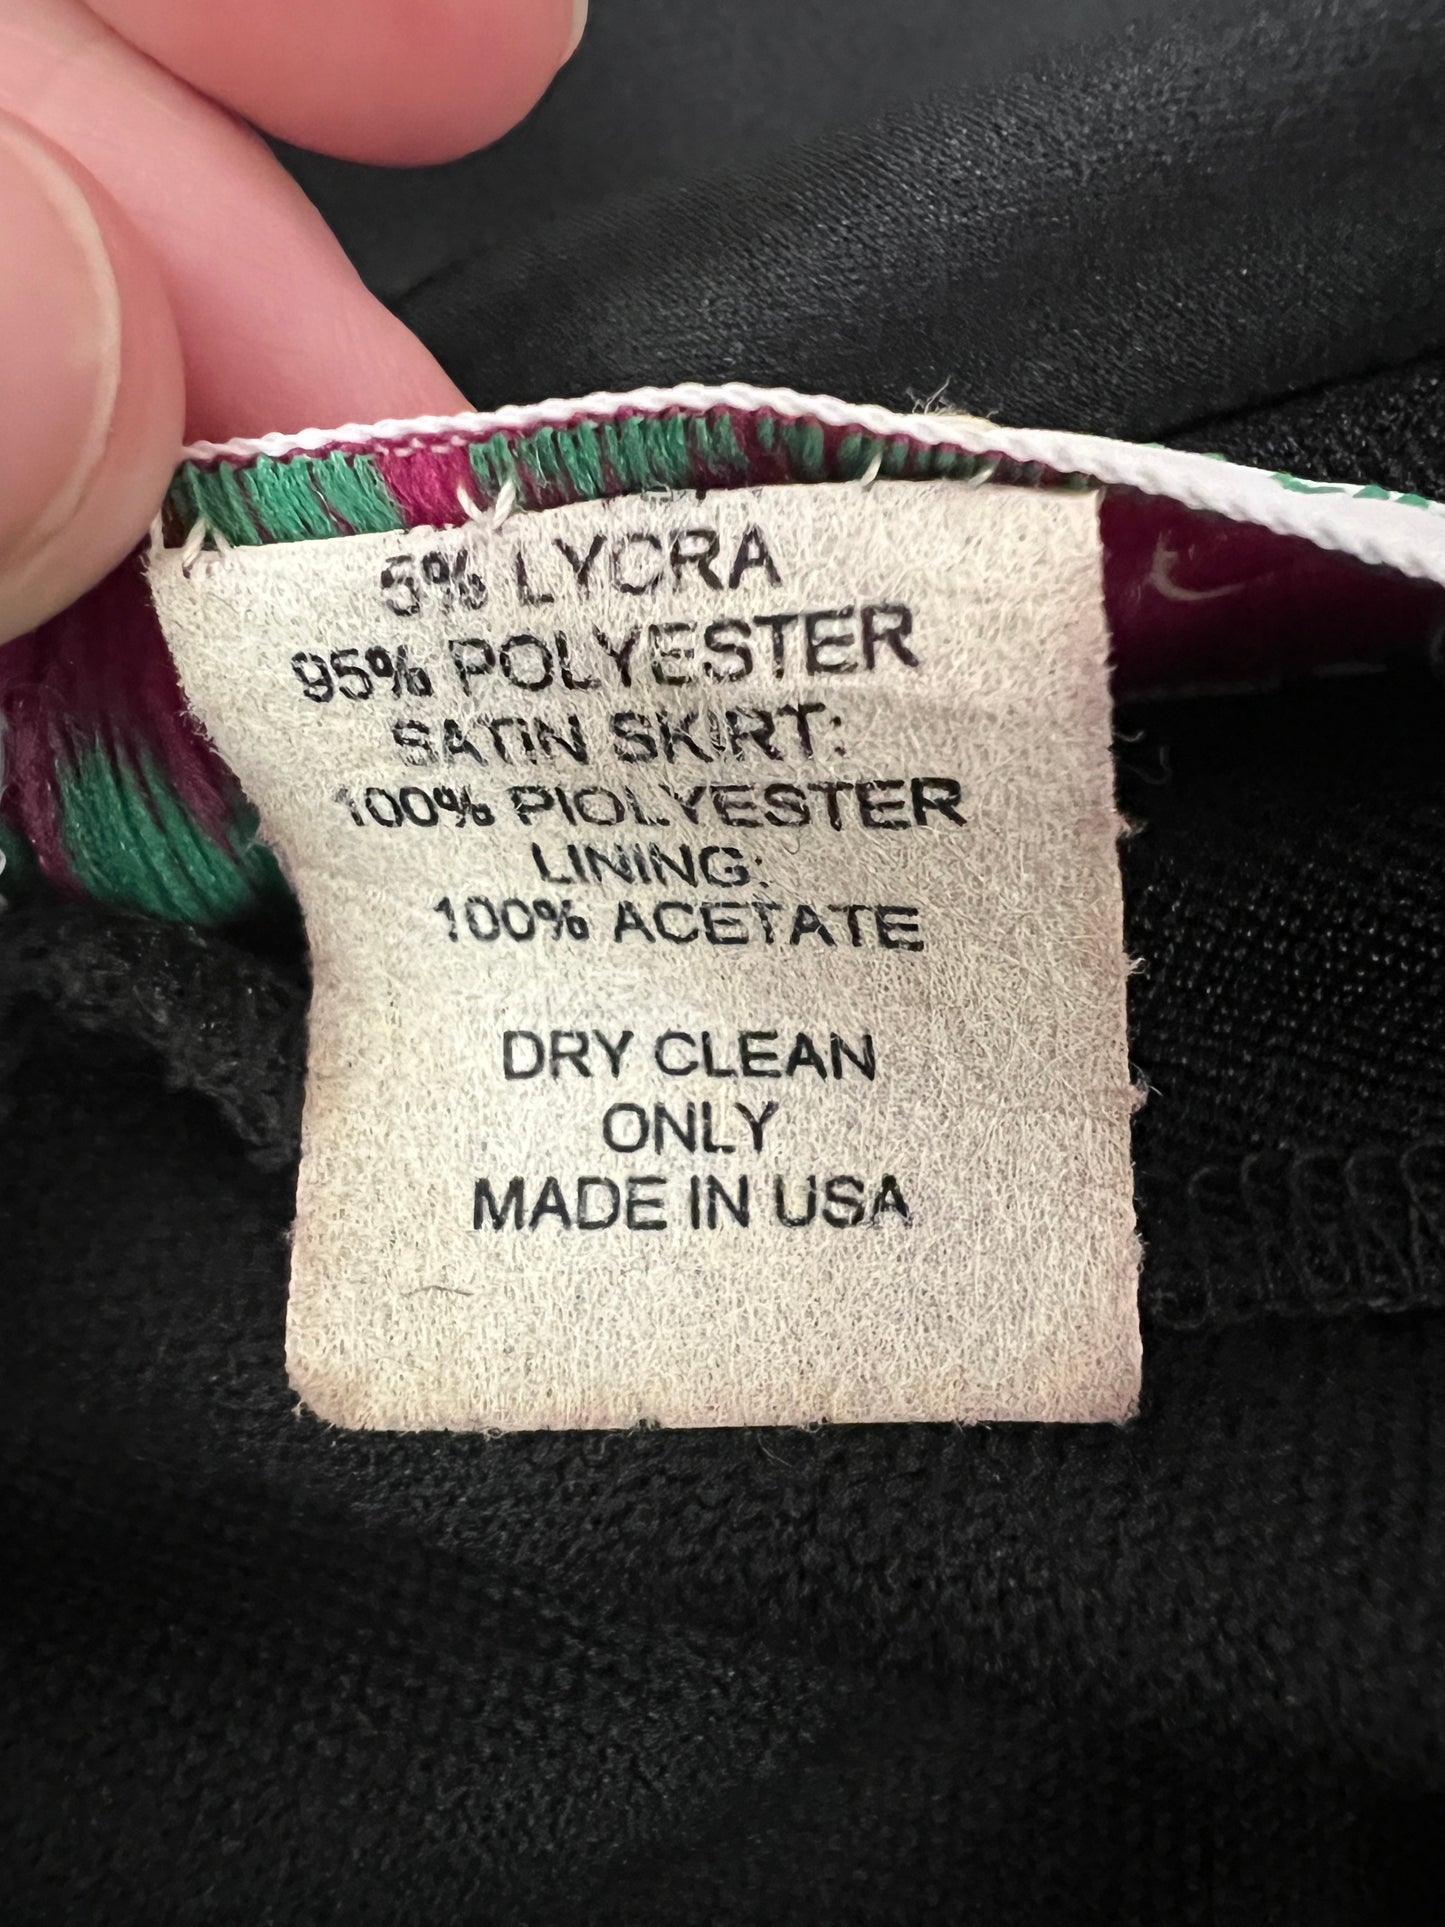 5% LYCRA
95% POLYESTER
SATIN SKIRT:
100% PIOLYESTER
LINING:
100% ACETATE
DRY CLEAN
ONLY
MADE IN USA